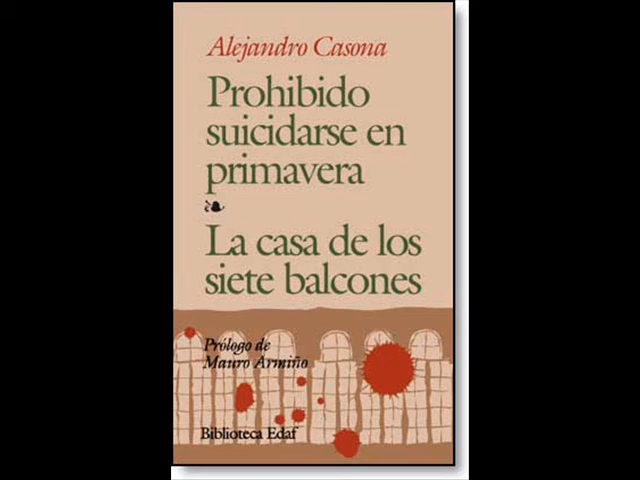 Alejandro Casona
Prohibido
suicidarse en
primavera
La casa de los
siete balcones
Prólogo de
Mauro Armiño
Biblioteca Edaf